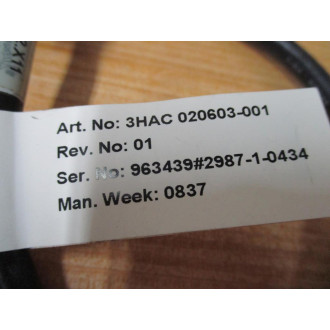 Art. No: 3HAC 020603-001
Rev. No: 01
Ser. No: 963439#2987-1-0434
Man. Week: 0837